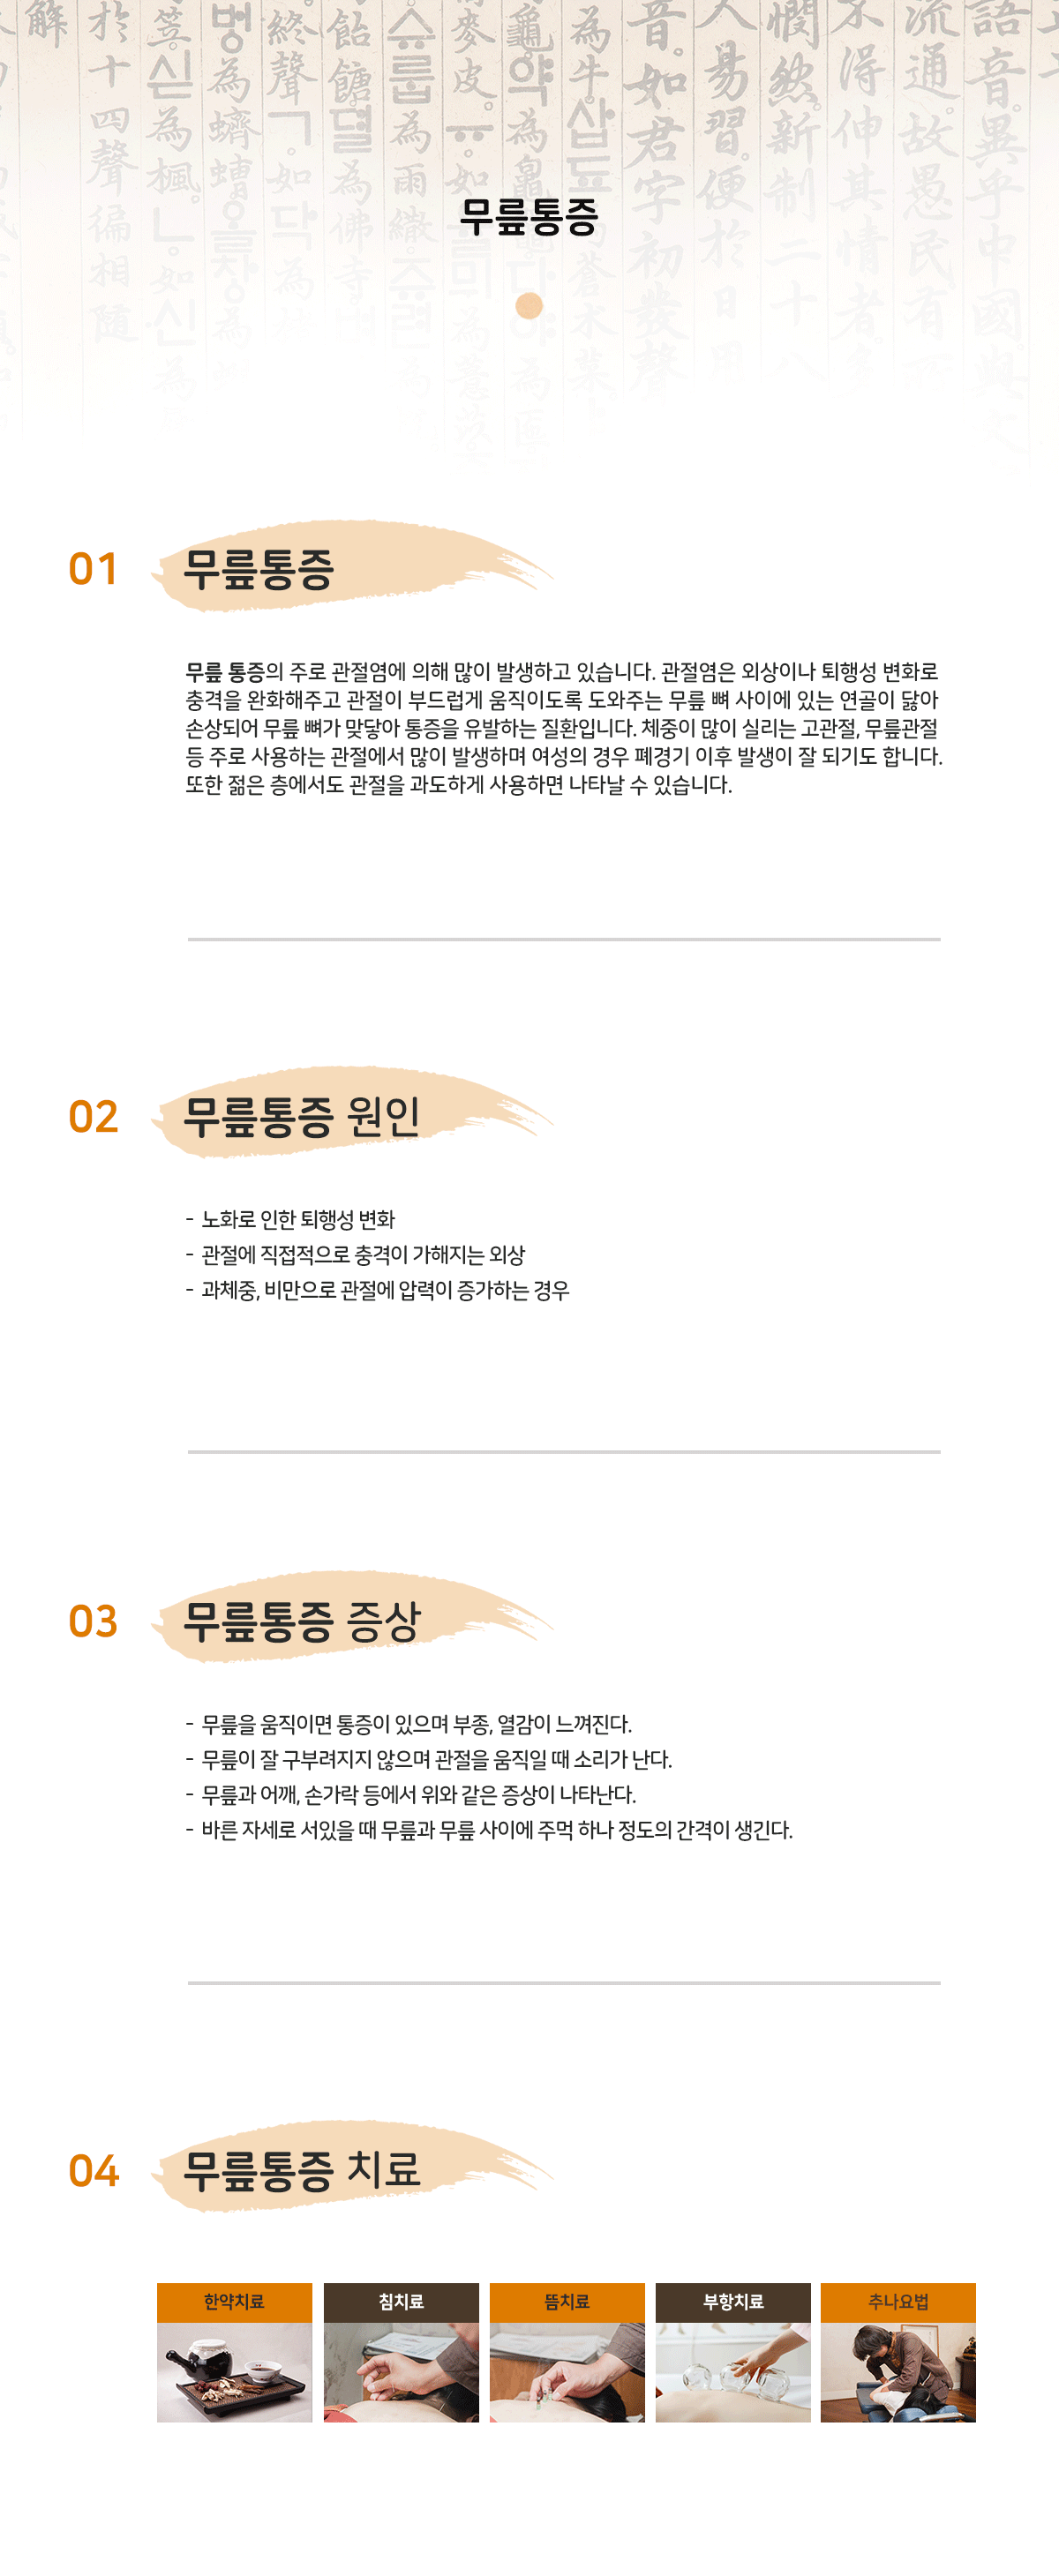 무릎통증
01
무릎통증
무릎 통증의 주로 관절염에 의해 많이 발생하고 있습니다. 관절염은 외상이나 퇴행성 변화로
충격을 완화해주고 관절이 부드럽게 움직이도록 도와주는 무릎 뼈 사이에 있는 연골이 닳아
손상되어 무릎 뼈가 맞닿아 통증을 유발하는 질환입니다. 체중이 많이 실리는 고관절, 무릎관절
등 주로 사용하는 관절에서 많이 발생하며 여성의 경우 폐경기 이후 발생이 잘 되기도 합니다.
또한 젊은 층에서도 관절을 과도하게 사용하면 나타날 수 있습니다.
02
무릎통증 원인
- 노화로 인한 퇴행성 변화
- 관절에 직접적으로 충격이 가해지는 외상
- 과체중, 비만으로 관절에 압력이 증가하는 경우
03
무릎통증 증상
- 무릎을 움직이면 통증이 있으며 부종, 열감이 느껴진다.
- 무릎이 잘 구부려지지 않으며 관절을 움직일 때 소리가 난다.
- 무릎과 어깨, 손가락 등에서 위와 같은 증상이 나타난다.
- 바른 자세로 서있을 때 무릎과 무릎 사이에 주먹 하나 정도의 간격이 생긴다.
04
무릎통증 치료
한약치료
침치료
뜸치료
부항치료
추나요법